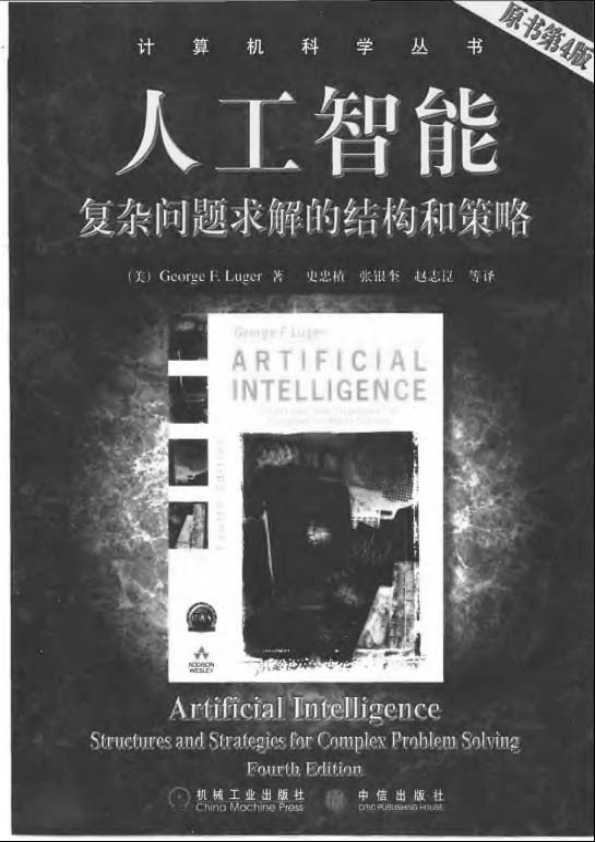 原书第4版
计算机科学丛书
人工智能
复杂问题求解的结构和策略
(美) George F. Luger 著 史忠植 张银奎 赵志崑 等译
George F Luger
ARTIFICIAL
INTELLIGENCE
Fourth Edition
ADDISON
WESLEY
Artificial Intelligence
Structures and Strategies for Complex Problem Solving
Fourth Edition
机械工业出版社
China Machine Press
中信出版社
CITIC PUBLISHING HOUSE